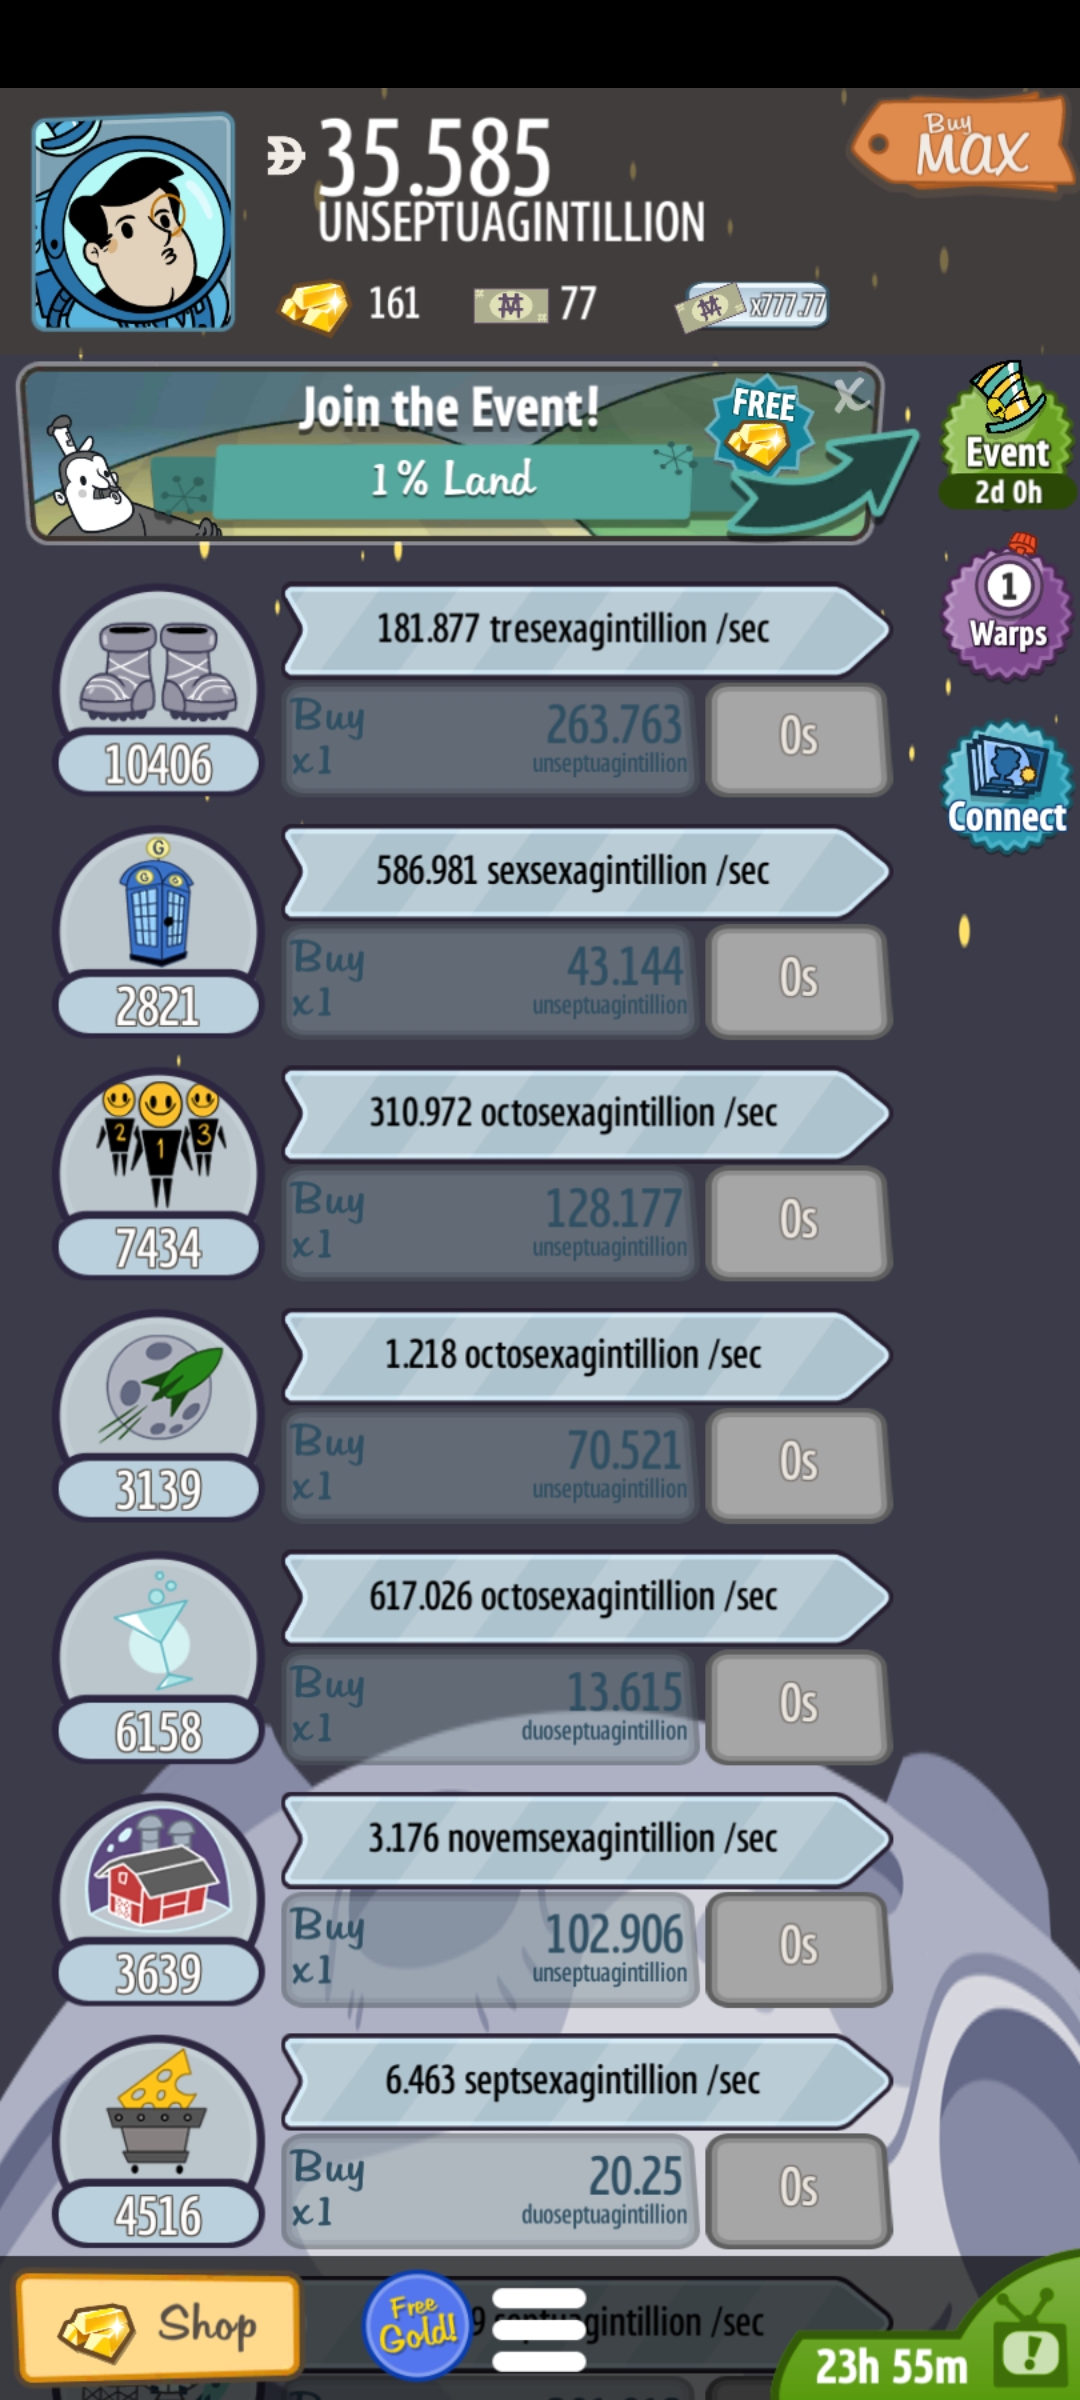 35.585
UNSEPTUAGINTILLION
Buy
MAX
161
77
x777.77
Join the Event!
FREE
1% Land
Event
2d 0h
1
Warps
Connect
181.877 tresexagintillion /sec
Buy
x1
263.763
unseptuagintillion
0s
10406
G
G
G
586.981 sexsexagintillion /sec
Buy
x1
43.144
unseptuagintillion
0s
2821
2
1
3
310.972 octosexagintillion /sec
Buy
x1
128.177
unseptuagintillion
0s
7434
1.218 octosexagintillion /sec
Buy
x1
70.521
unseptuagintillion
0s
3139
617.026 octosexagintillion /sec
Buy
x1
13.615
duoseptuagintillion
0s
6158
3.176 novemsexagintillion /sec
Buy
x1
102.906
unseptuagintillion
0s
3639
6.463 septsexagintillion /sec
Buy
x1
20.25
duoseptuagintillion
0s
4516
Shop
Free
Gold!
/sec
23h 55m